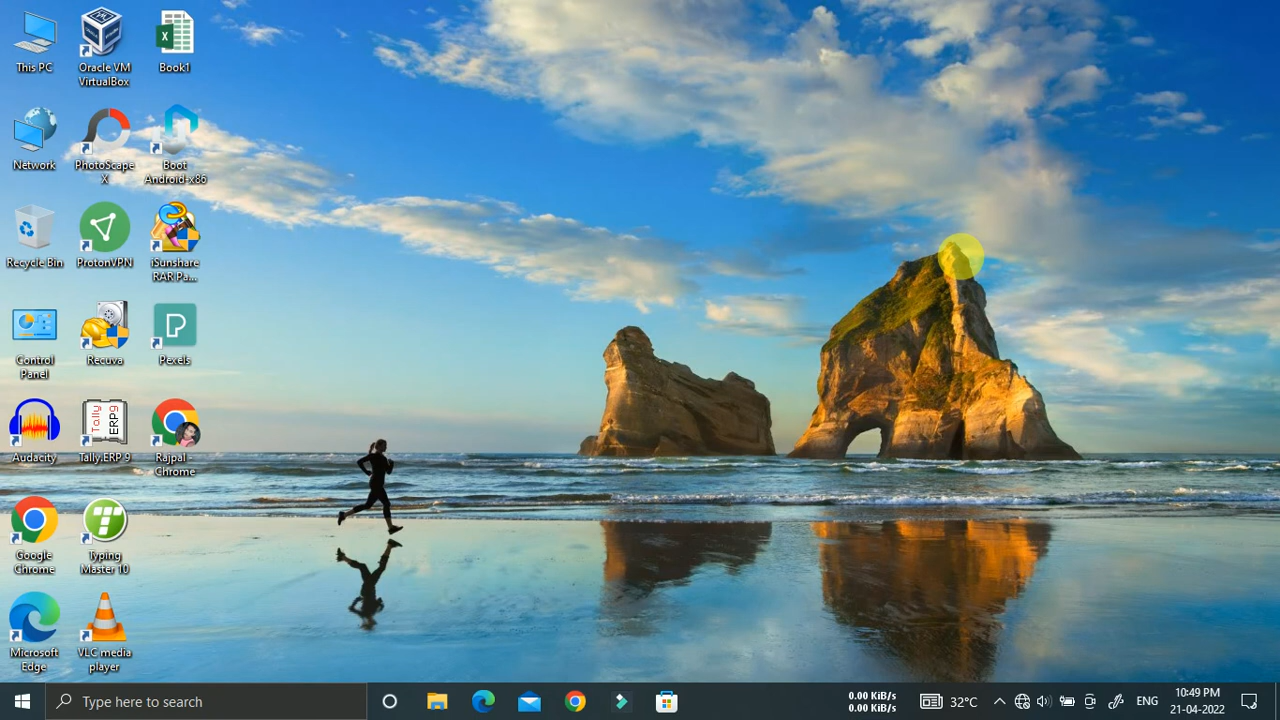 This PC
Oracle VM
VirtualBox
Book1
Network
PhotoScape
X
Boot
Android-x86
Recycle Bin
ProtonVPN
iSunshare
RAR Pa...
Control
Panel
Recuva
Pexels
Audacity
Tally
ERP9
Tally.ERP 9
Rajpal -
Chrome
Google
Chrome
Typing
Master 10
Microsoft
Edge
VLC media
player
Type here to search
0.00 KiB/s
0.00 KiB/s
32°C
ENG
10:49 PM
21-04-2022